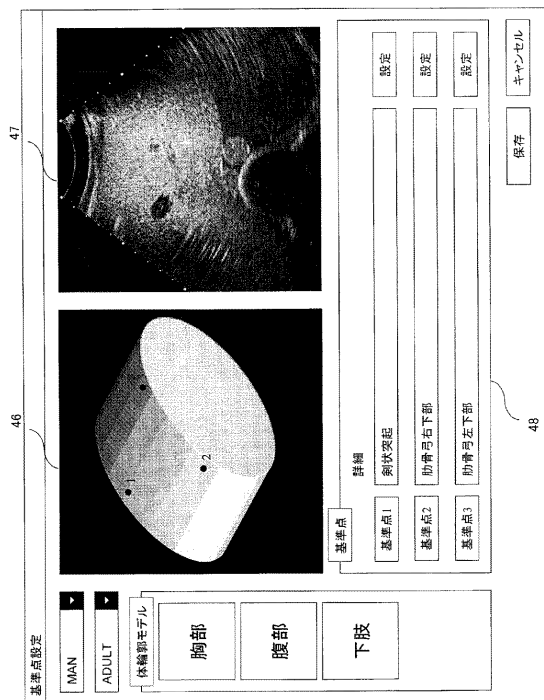 基準点設定
46
47
MAN
ADULT
体輪郭モデル
胸部
腹部
下肢
1
2
基準点
詳細
基準点1
剣状突起
設定
基準点2
肋骨弓右下部
設定
基準点3
肋骨弓左下部
設定
48
保存
キャンセル